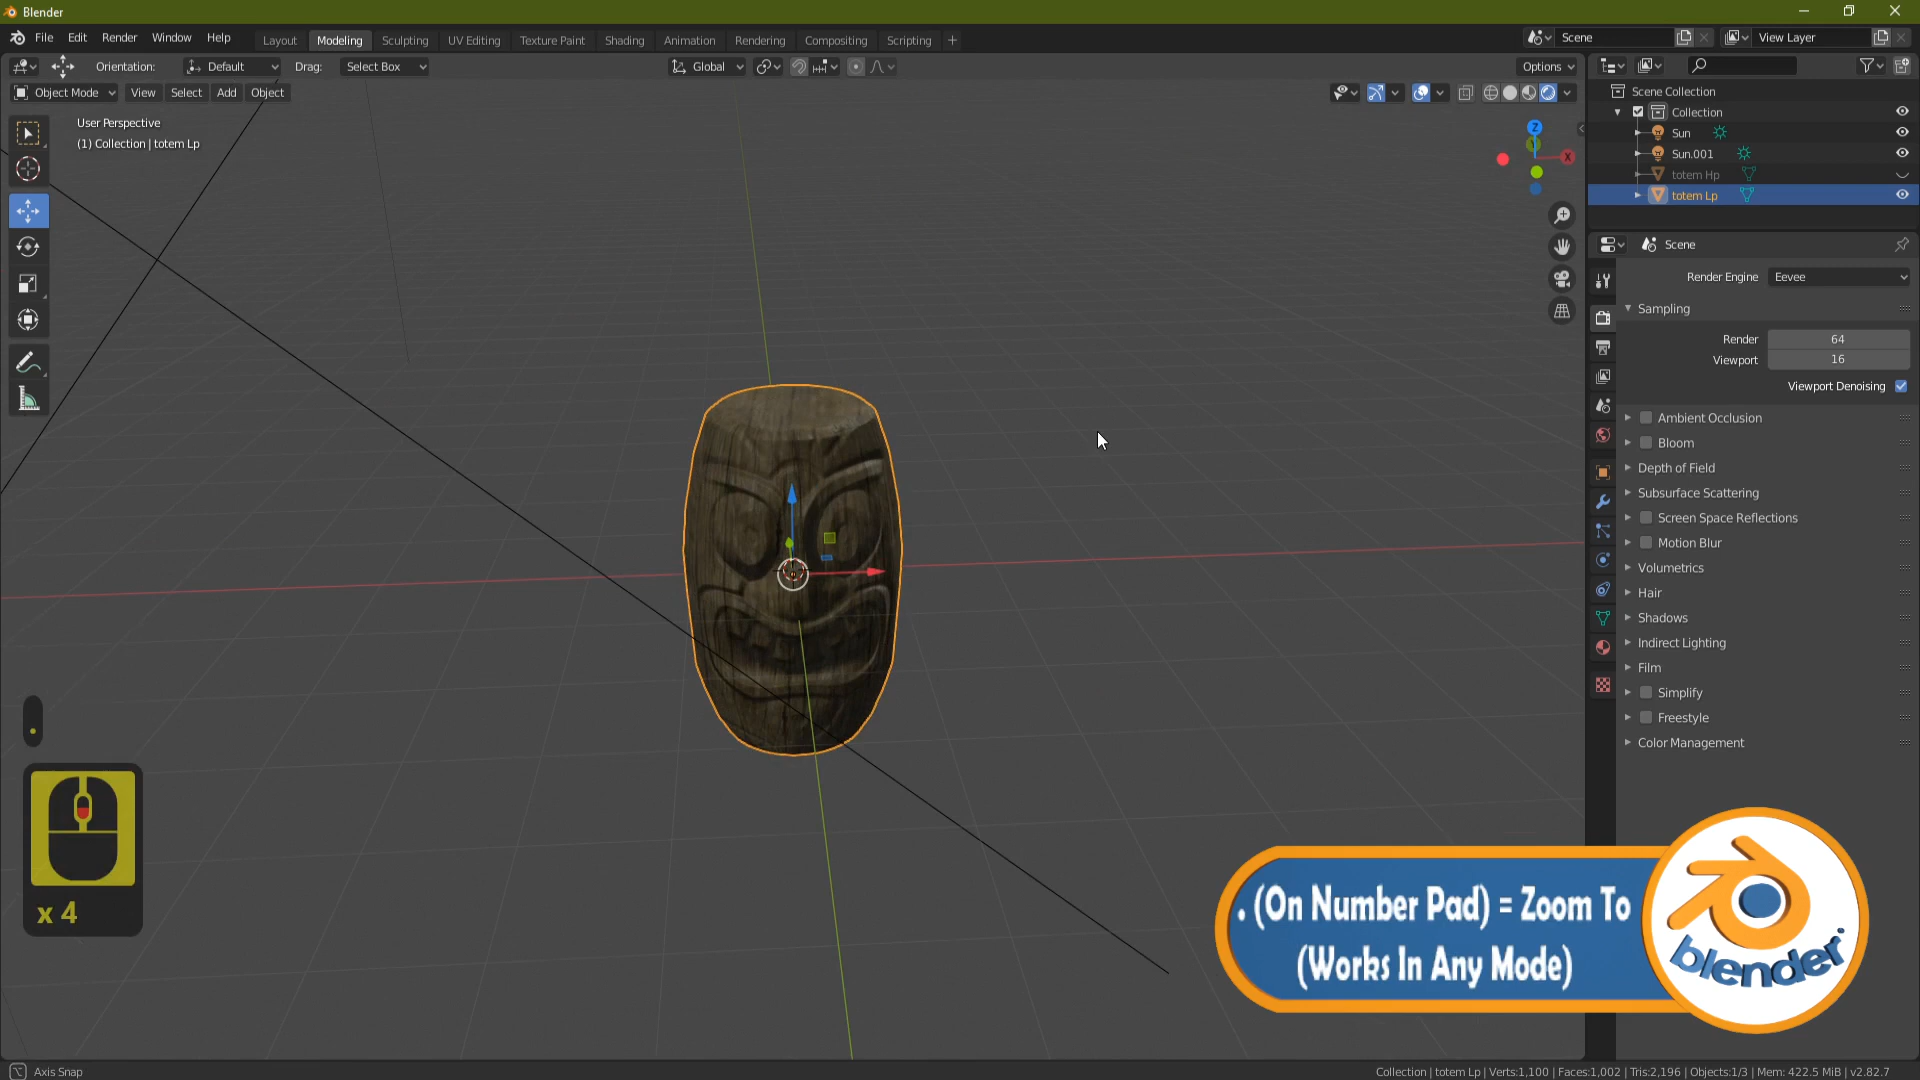 Blender
File Edit Render Window Help
Layout Modeling Sculpting UV Editing Texture Paint Shading Animation Rendering Compositing Scripting +
Scene
View Layer
Orientation: Default Drag: Select Box
Global
Options
Object Mode View Select Add Object
User Perspective
(1) Collection | totem Lp
Z
Y
X
Scene Collection
Collection
Sun
Sun.001
totem Hp
totem Lp
Scene
Render Engine Eevee
Sampling
Render 64
Viewport 16
Viewport Denoising
Ambient Occlusion
Bloom
Depth of Field
Subsurface Scattering
Screen Space Reflections
Motion Blur
Volumetrics
Hair
Shadows
Indirect Lighting
Film
Simplify
Freestyle
Color Management
.
x 4
. (On Number Pad) = Zoom To
(Works In Any Mode)
blender
Axis Snap
Collection | totem Lp | Verts:1,100 | Faces:1,002 | Tris:2,196 | Objects:1/3 | Mem: 422.5 MiB | v2.82.7